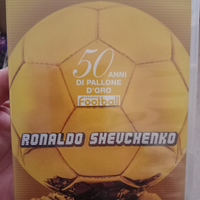 50 ANNI
DI PALLONE
D'ORO
Football
RONALDO SHEVCHENKO